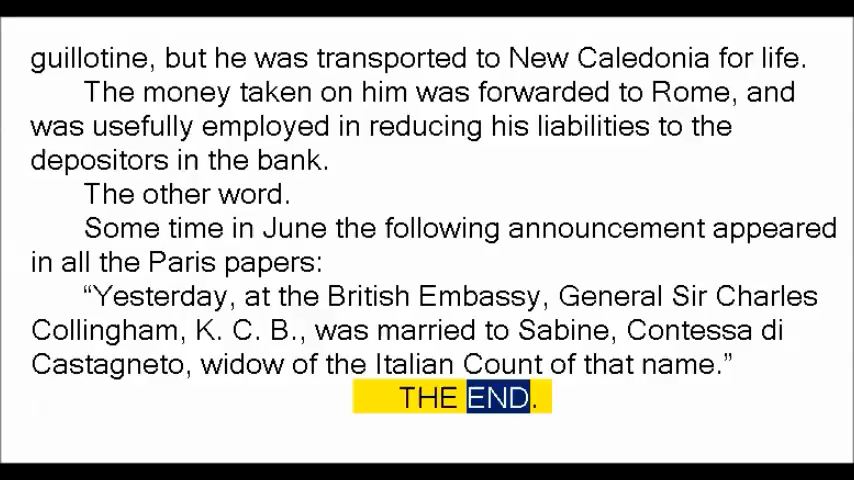 guillotine, but he was transported to New Caledonia for life.
The money taken on him was forwarded to Rome, and
was usefully employed in reducing his liabilities to the
depositors in the bank.
The other word.
Some time in June the following announcement appeared
in all the Paris papers:
“Yesterday, at the British Embassy, General Sir Charles
Collingham, K. C. B., was married to Sabine, Contessa di
Castagneto, widow of the Italian Count of that name.”
THE END.